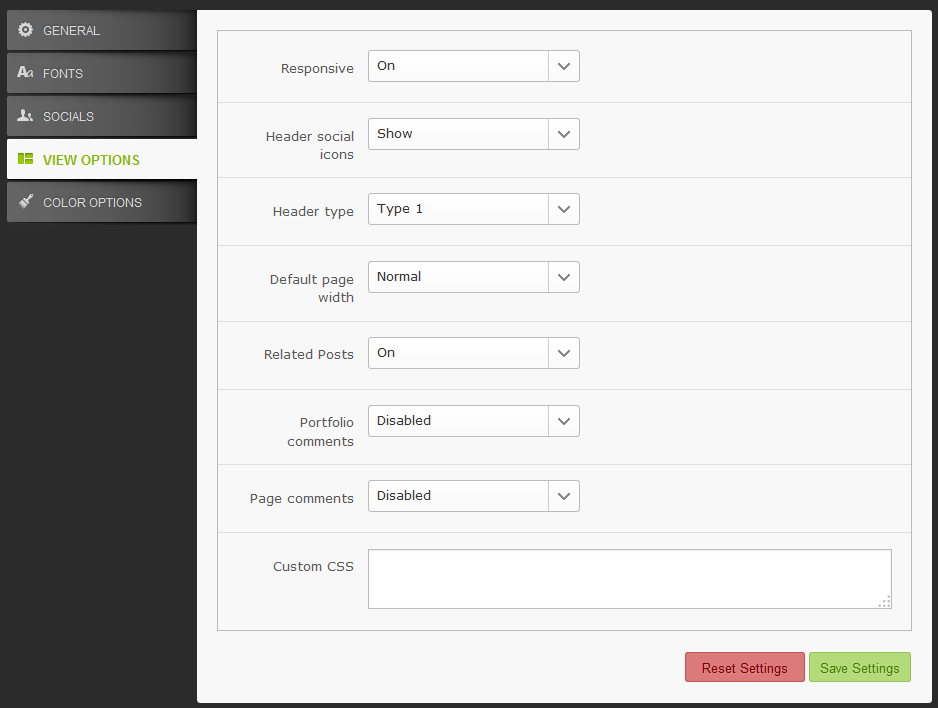 GENERAL
FONTS
SOCIALS
VIEW OPTIONS
COLOR OPTIONS
Responsive On
Header social Show
icons
Header type Type 1
Default page Normal
width
Related Posts On
Portfolio Disabled
comments
Page comments Disabled
Custom CSS
Reset Settings Save Settings